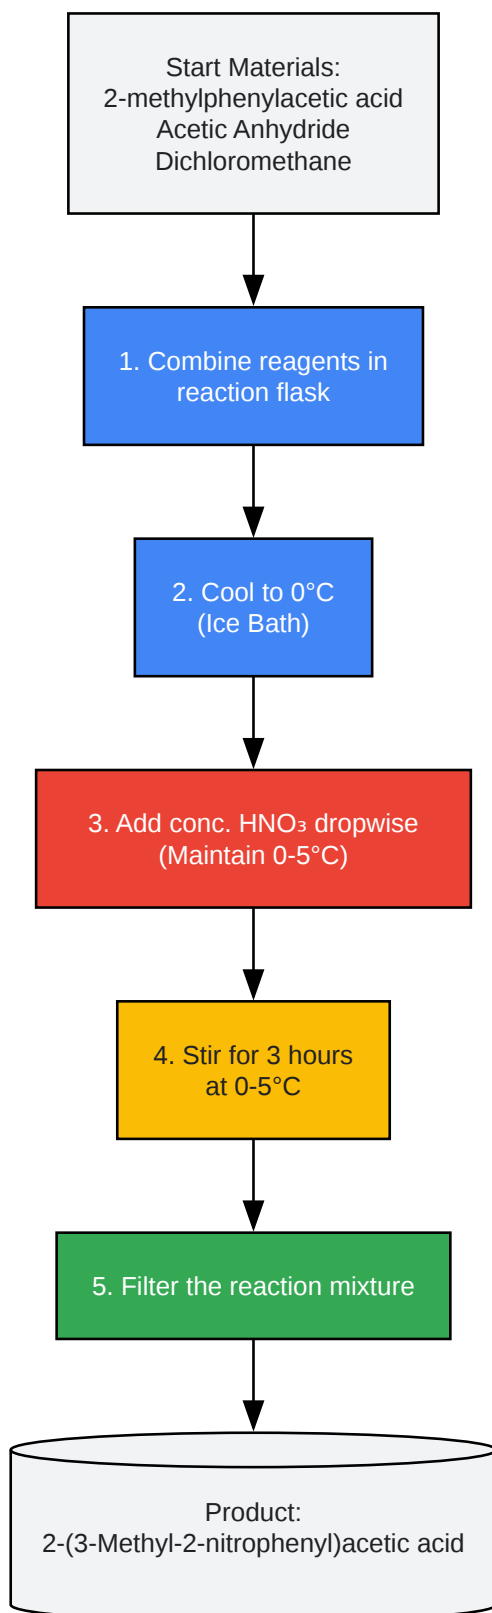 Start Materials:
2-methylphenylacetic acid
Acetic Anhydride
Dichloromethane
1. Combine reagents in
reaction flask
2. Cool to 0°C
(Ice Bath)
3. Add conc. HNO₃ dropwise
(Maintain 0-5°C)
4. Stir for 3 hours
at 0-5°C
5. Filter the reaction mixture
Product:
2-(3-Methyl-2-nitrophenyl)acetic acid